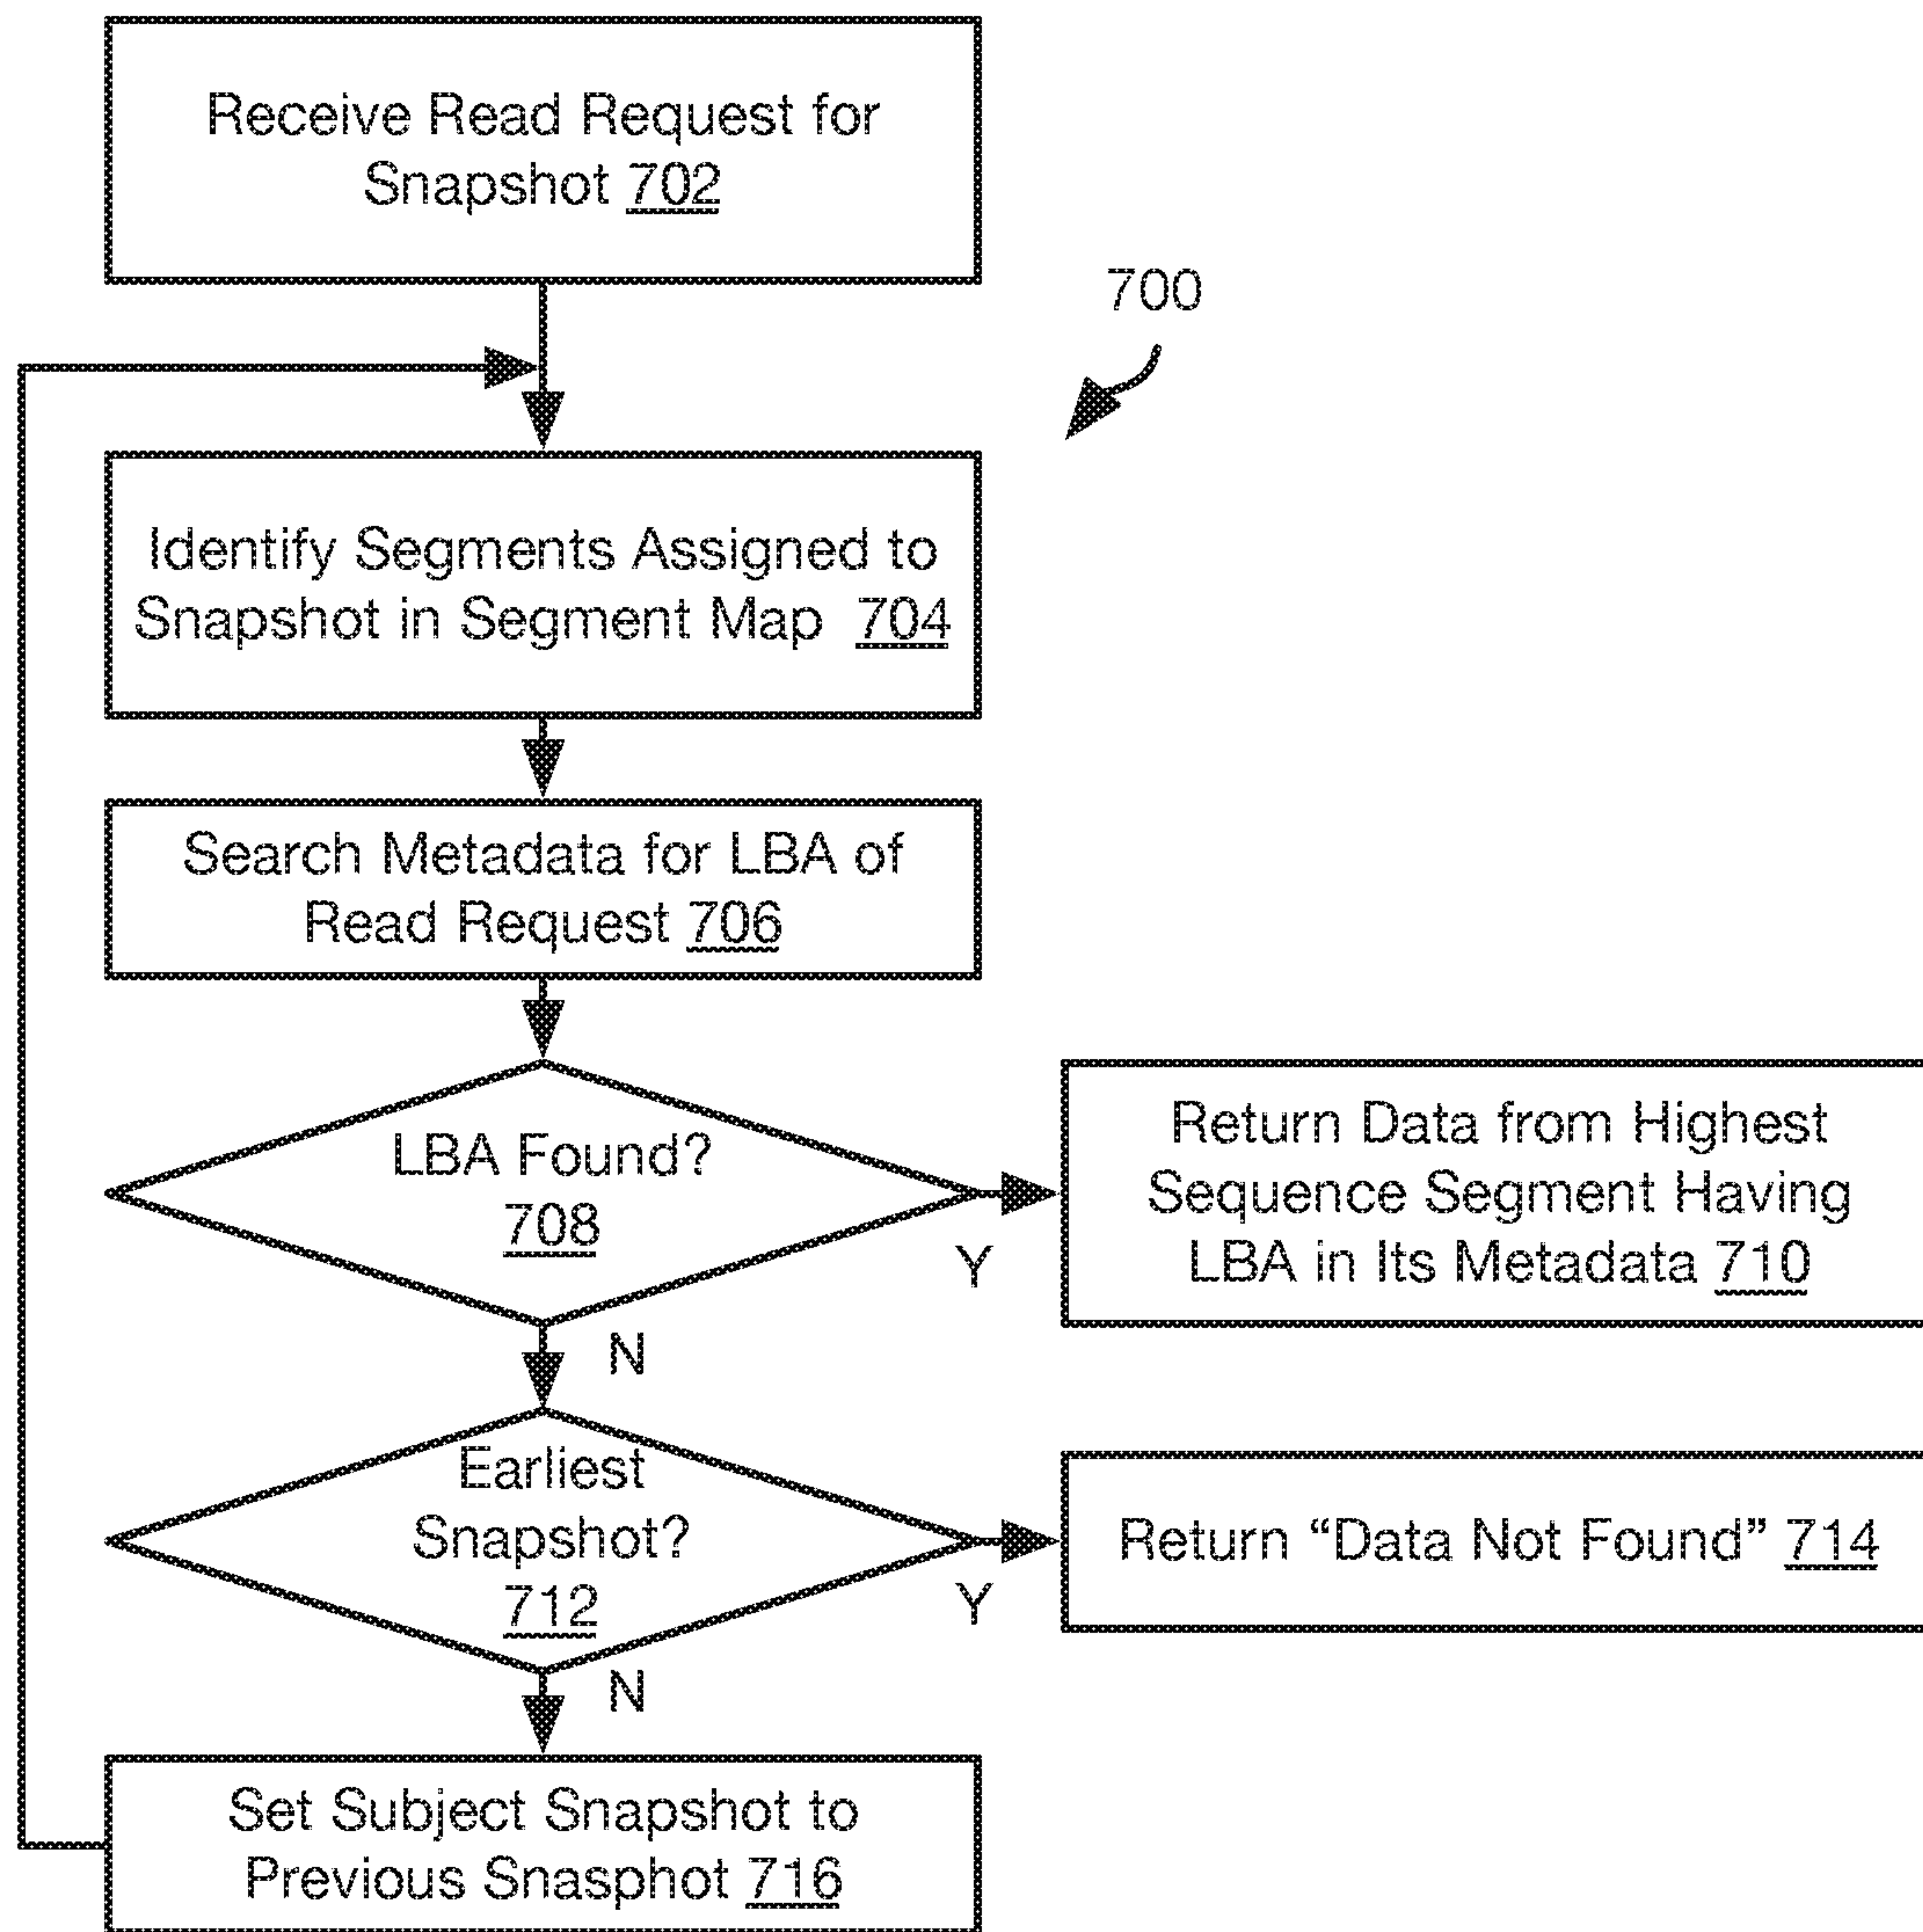 Receive Read Request for
Snapshot 702
700
Identify Segments Assigned to
Snapshot in Segment Map 704
Search Metadata for LBA of
Read Request 706
LBA Found?
708
Y
N
Return Data from Highest
Sequence Segment Having
LBA in Its Metadata 710
Earliest
Snapshot?
712
Y
N
Return “Data Not Found” 714
Set Subject Snapshot to
Previous Snasphot 716